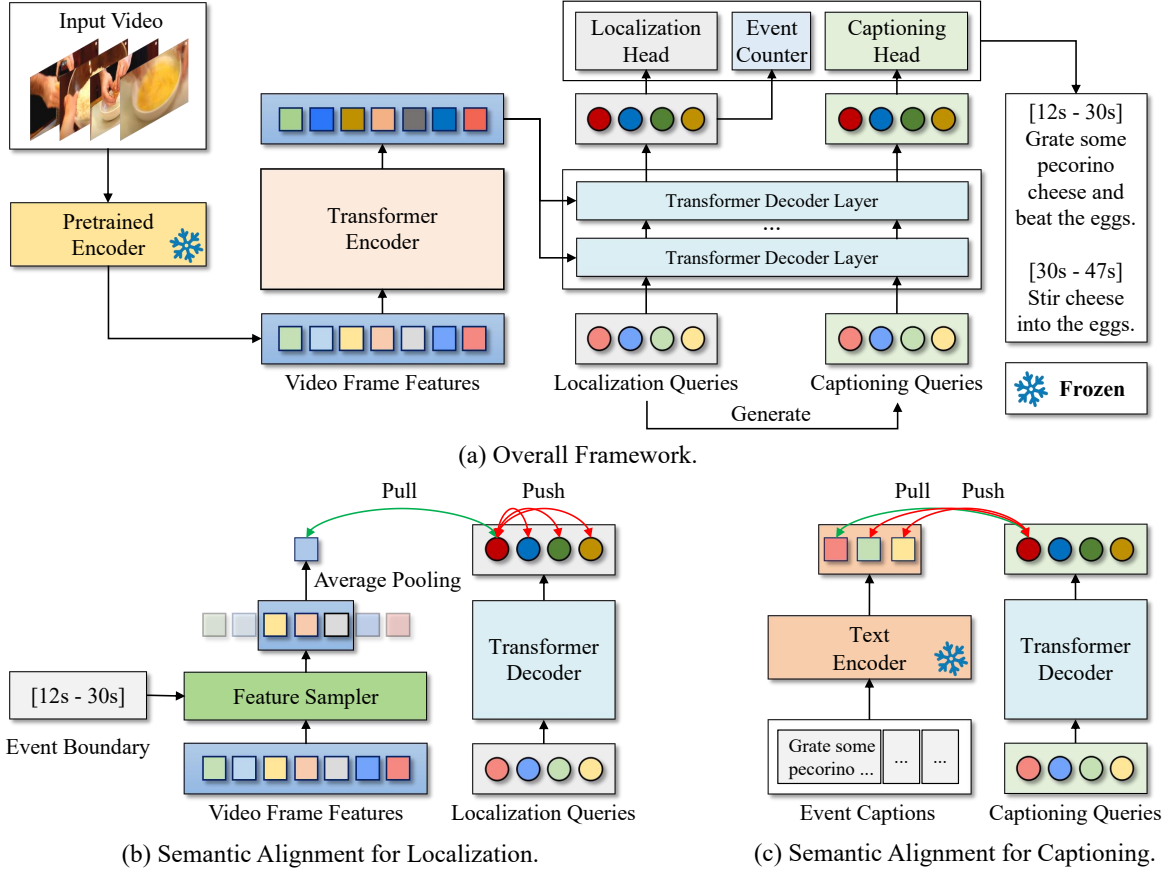 Input Video
Pretrained
Encoder
Transformer
Encoder
Video Frame Features
Localization
Head
Event
Counter
Captioning
Head
Transformer Decoder Layer
...
Transformer Decoder Layer
Localization Queries
Captioning Queries
Generate
[12s - 30s]
Grate some
pecorino
cheese and
beat the eggs.
[30s - 47s]
Stir cheese
into the eggs.
Frozen
(a) Overall Framework.
Pull
Push
Average Pooling
[12s - 30s]
Event Boundary
Feature Sampler
Video Frame Features
Transformer
Decoder
Localization Queries
(b) Semantic Alignment for Localization.
Pull
Push
Text
Encoder
Grate some
pecorino ...
...
...
Event Captions
Transformer
Decoder
Captioning Queries
(c) Semantic Alignment for Captioning.